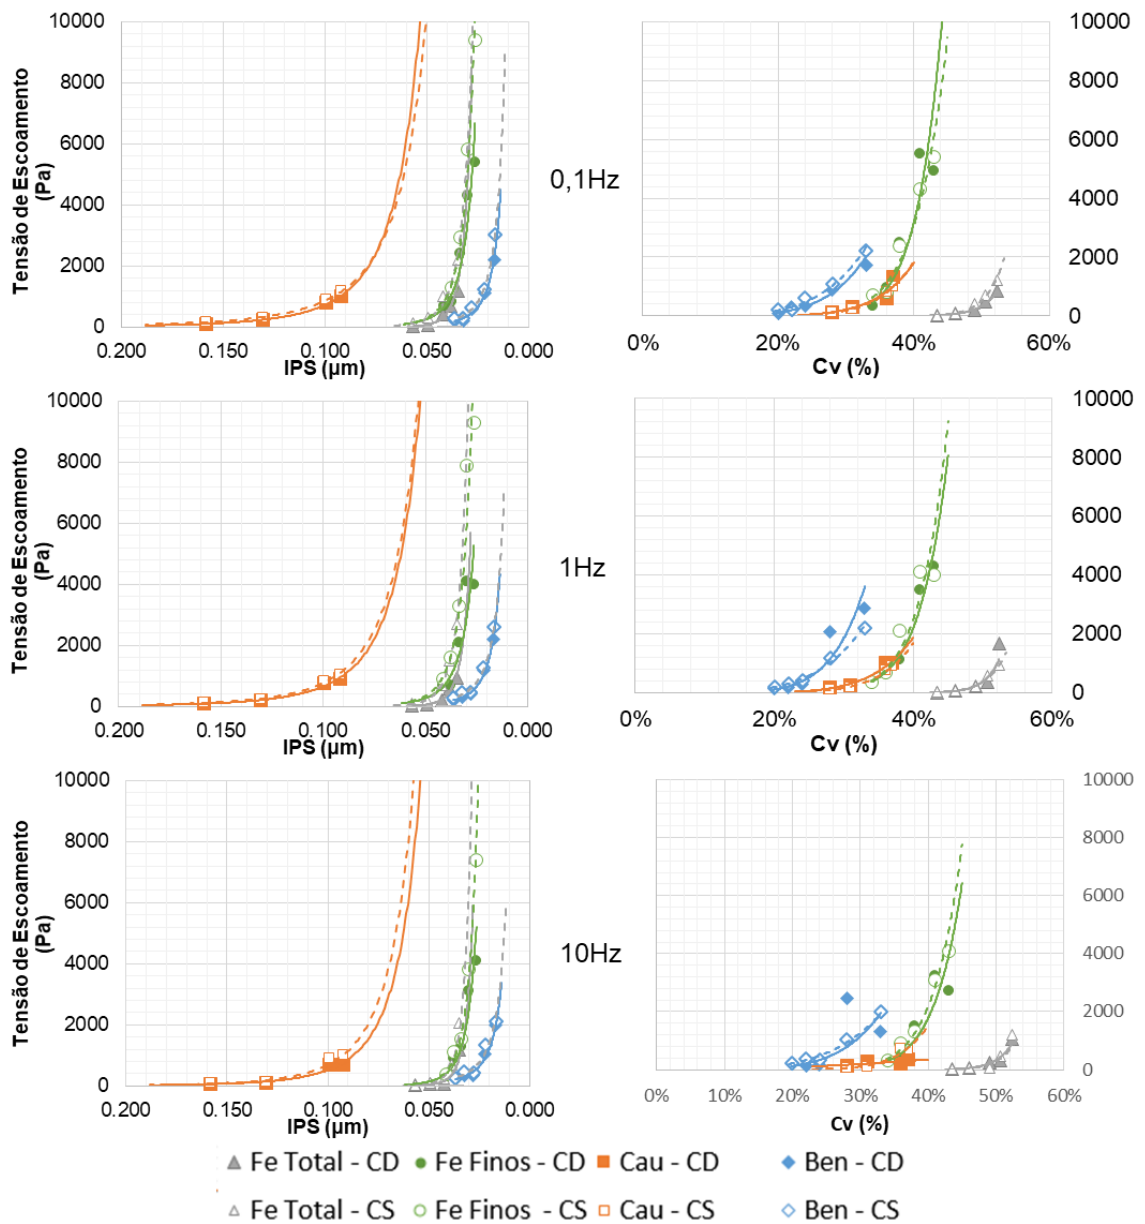 10000
8000
6000
4000
2000
0
Tensão de Escoamento
(Pa)
0.200
0.150
0.100
0.050
0.000
IPS (µm)
0,1Hz
10000
8000
6000
4000
2000
0
0%
20%
40%
60%
Cv (%)
10000
8000
6000
4000
2000
0
Tensão de Escoamento
(Pa)
0.200
0.150
0.100
0.050
0.000
IPS (µm)
1Hz
10000
8000
6000
4000
2000
0
0%
20%
40%
60%
Cv (%)
10000
8000
6000
4000
2000
0
Tensão de Escoamento
(Pa)
0.200
0.150
0.100
0.050
0.000
IPS (µm)
10Hz
10000
8000
6000
4000
2000
0
0%
10%
20%
30%
40%
50%
60%
Cv (%)
Fe Total - CD
Fe Finos - CD
Cau - CD
Ben - CD
Fe Total - CS
Fe Finos - CS
Cau - CS
Ben - CS